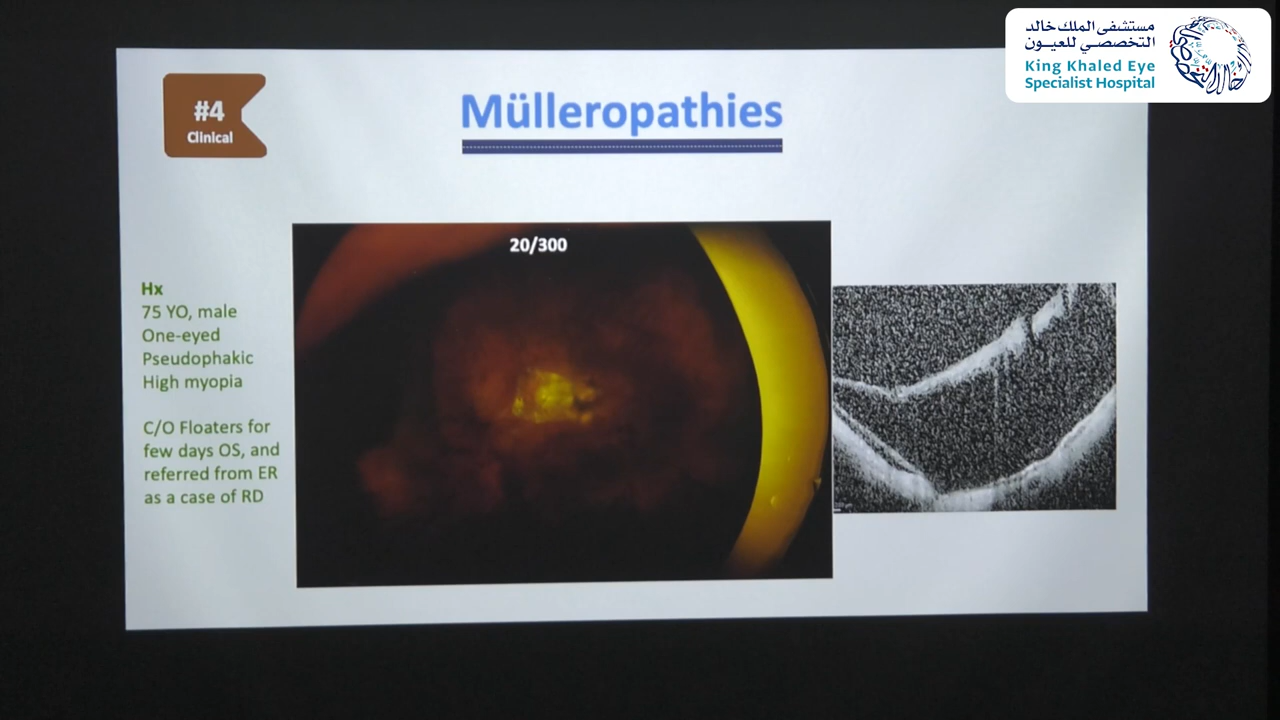 مستشفى الملك خالد
التخصصي للعيون
King Khaled Eye
Specialist Hospital
#4
Clinical
Mülleropathies
20/300
Hx
75 YO, male
One-eyed
Pseudophakic
High myopia
C/O Floaters for
few days OS, and
referred from ER
as a case of RD